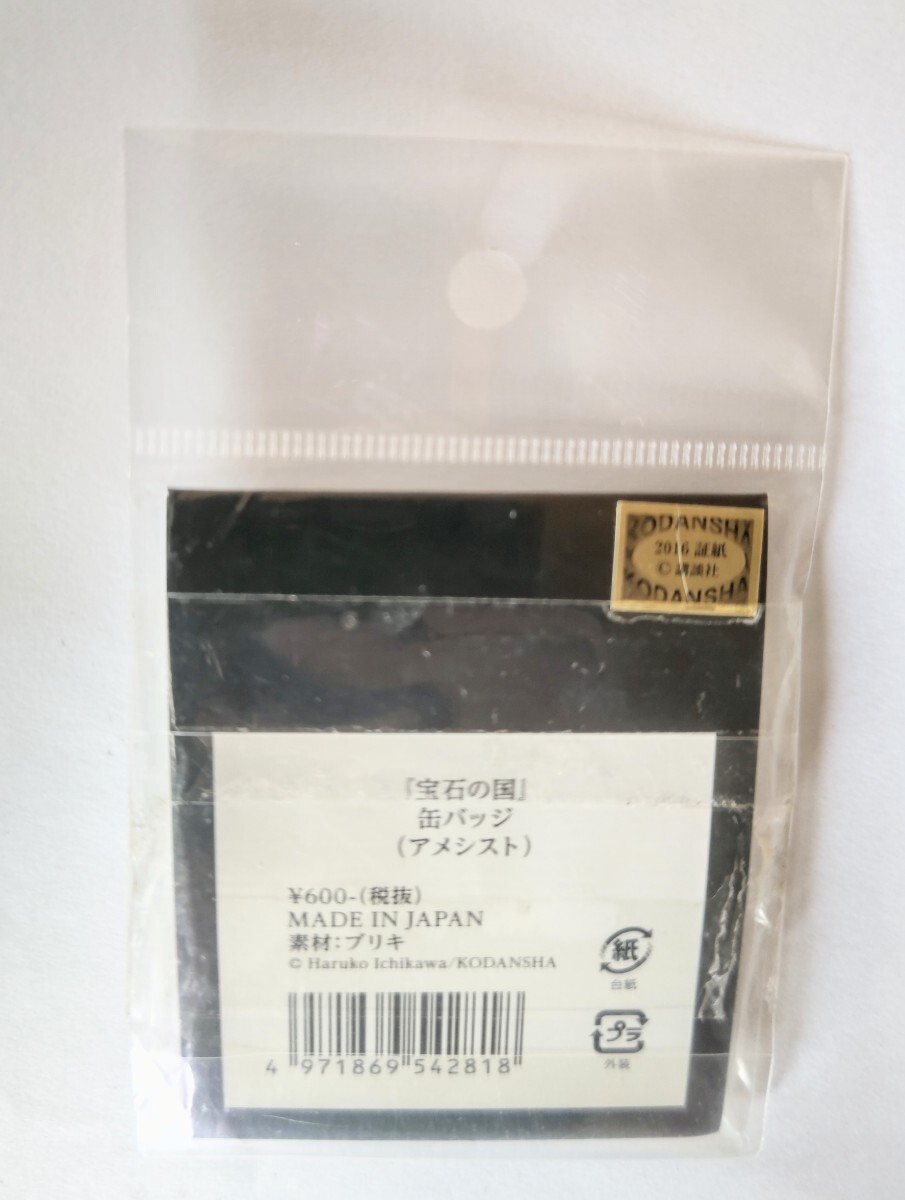 KODANSHA
2016 証紙
©講談社
KODANSHA
『宝石の国』
缶バッジ
(アメシスト)
¥600-(税抜)
MADE IN JAPAN
素材:ブリキ
© Haruko Ichikawa/KODANSHA
紙
台紙
プラ
外装
4 971869 542818